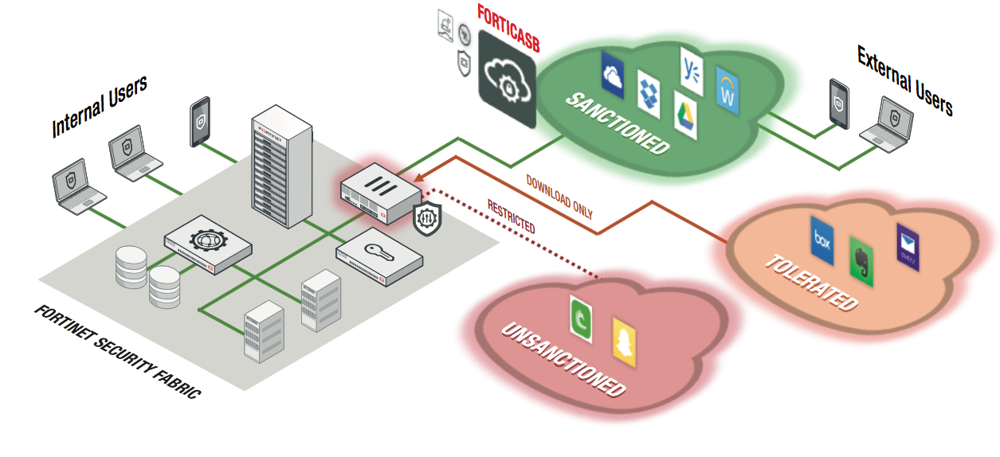 FORTICASB
External Users
Internal Users
SANCTIONED
W
FORTINET
DOWNLOAD ONLY
RESTRICTED
box
TOLERATED
UNSANCTIONED
FORTINET SECURITY FABRIC